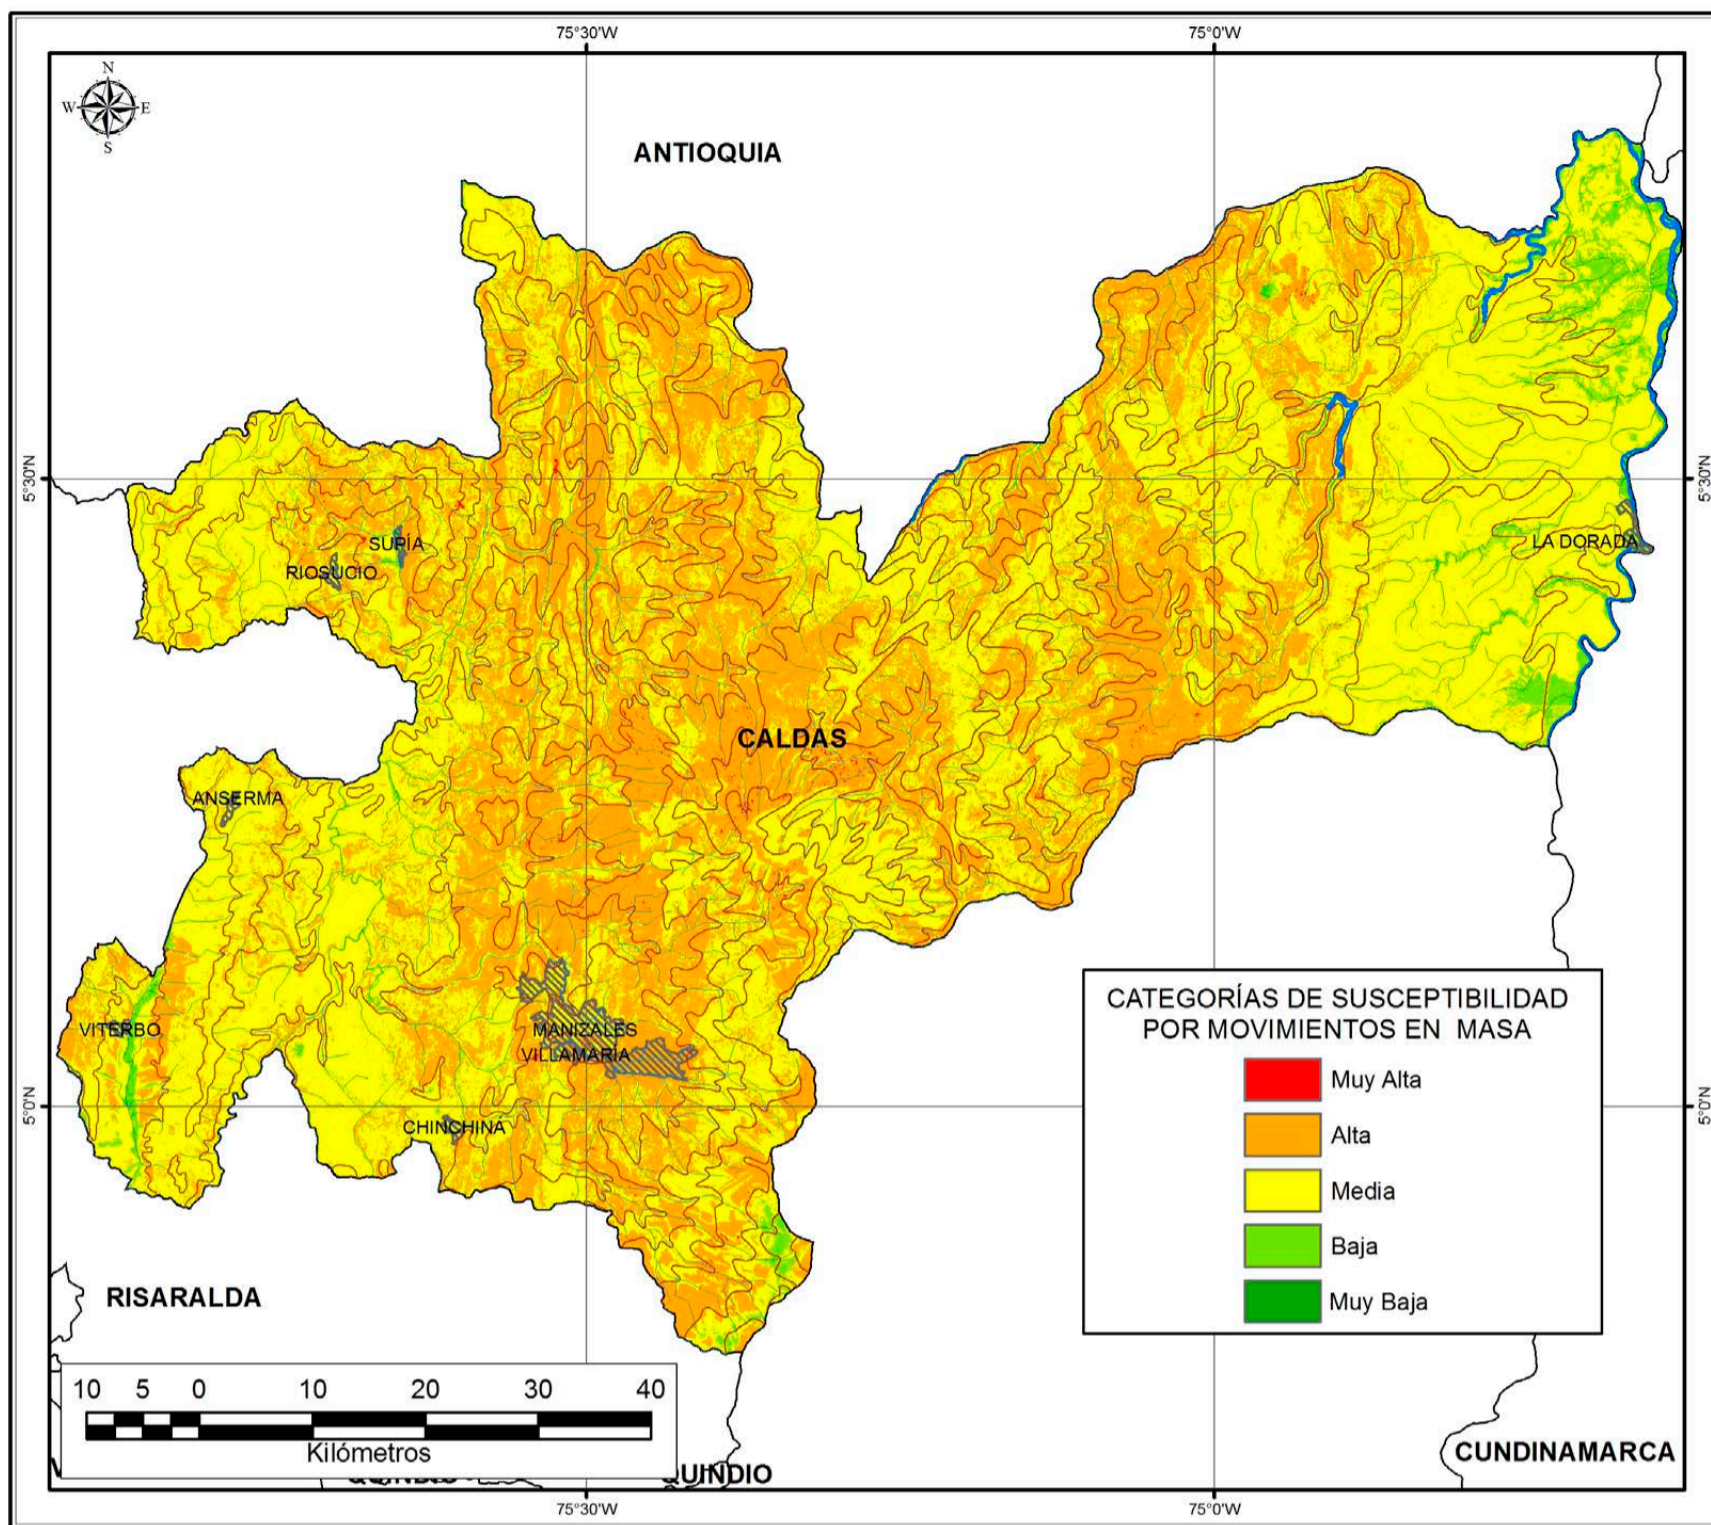 75°30'W
75°0'W
N
W
E
S
ANTIOQUIA
5°30'N
5°30'N
SUPÍA
RIOSUCIO
LA DORADA
CALDAS
ANSERMA
VITERBO
MANIZALES
VILLAMARÍA
CHINCHINÁ
5°0'N
5°0'N
CATEGORÍAS DE SUSCEPTIBILIDAD
POR MOVIMIENTOS EN MASA
Muy Alta
Alta
Media
Baja
Muy Baja
RISARALDA
10 5 0 10 20 30 40
Kilómetros
QUINDIO
CUNDINAMARCA
75°30'W
75°0'W